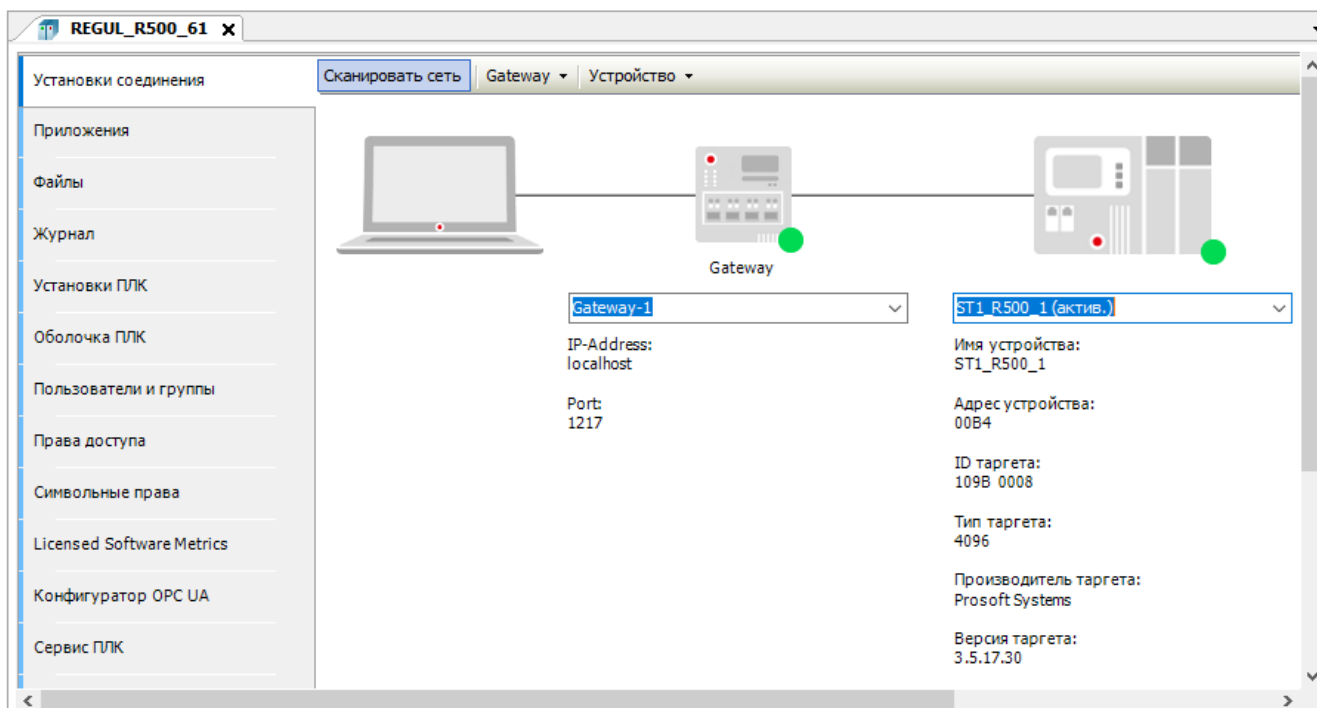 REGUL_R500_61
Установки соединения
Приложения
Файлы
Журнал
Установки ПЛК
Оболочка ПЛК
Пользователи и группы
Права доступа
Символьные права
Licensed Software Metrics
Конфигуратор OPC UA
Сервис ПЛК
Сканировать сеть Gateway Устройство
Gateway
Gateway-1
IP-Address:
localhost
Port:
1217
ST1_R500_1 (актив.)
Имя устройства:
ST1_R500_1
Адрес устройства:
00B4
ID таргета:
109B 0008
Тип таргета:
4096
Производитель таргета:
Prosoft Systems
Версия таргета:
3.5.17.30